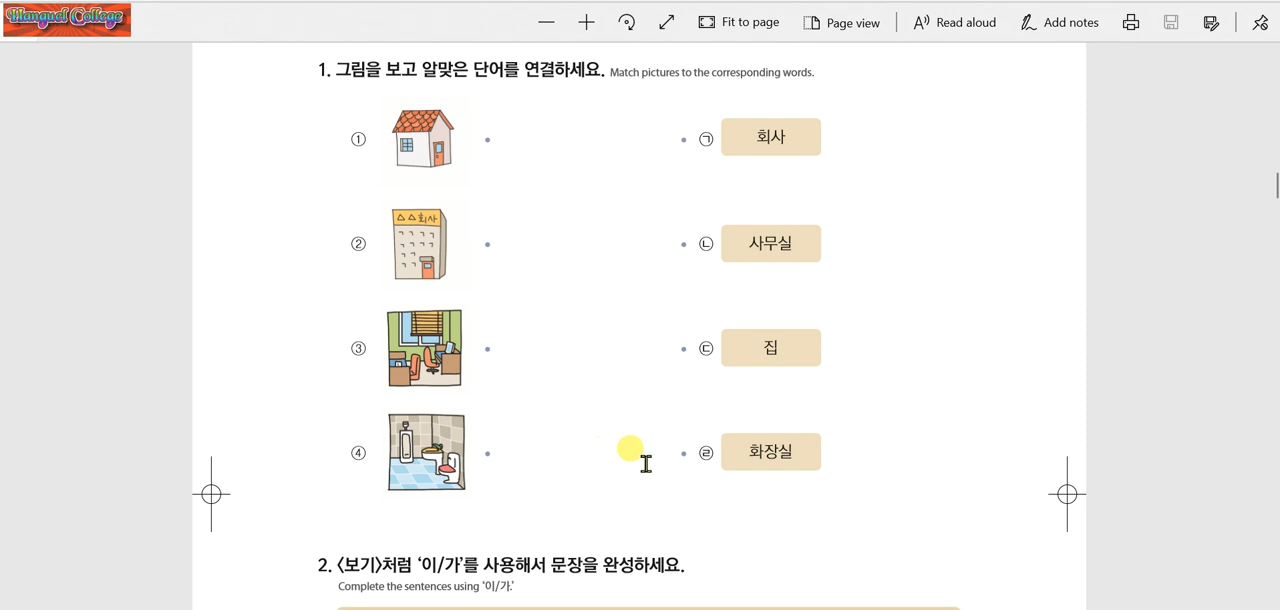 Hanguel College
Fit to page
Page view
Read aloud
Add notes
1. 그림을 보고 알맞은 단어를 연결하세요. Match pictures to the corresponding words.
① ㉠ 회사
② △△회사 ㉡ 사무실
③ ㉢ 집
④ ㉣ 화장실
2. 〈보기〉처럼 ‘이/가’를 사용해서 문장을 완성하세요.
Complete the sentences using ‘이/가.’